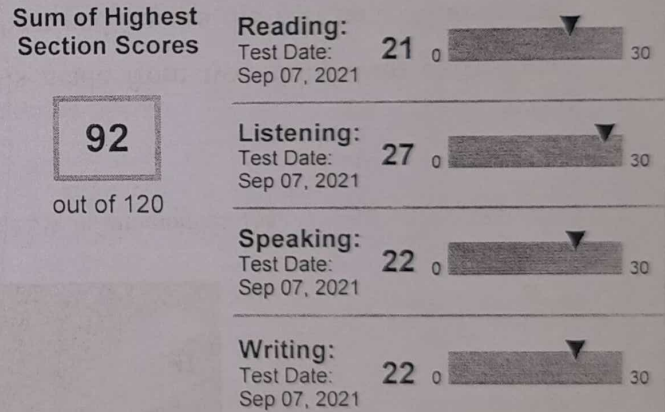 Sum of Highest
Section Scores
92
out of 120
Reading:
Test Date:
Sep 07, 2021
21
0
30
Listening:
Test Date:
Sep 07, 2021
27
0
30
Speaking:
Test Date:
Sep 07, 2021
22
0
30
Writing:
Test Date:
Sep 07, 2021
22
0
30